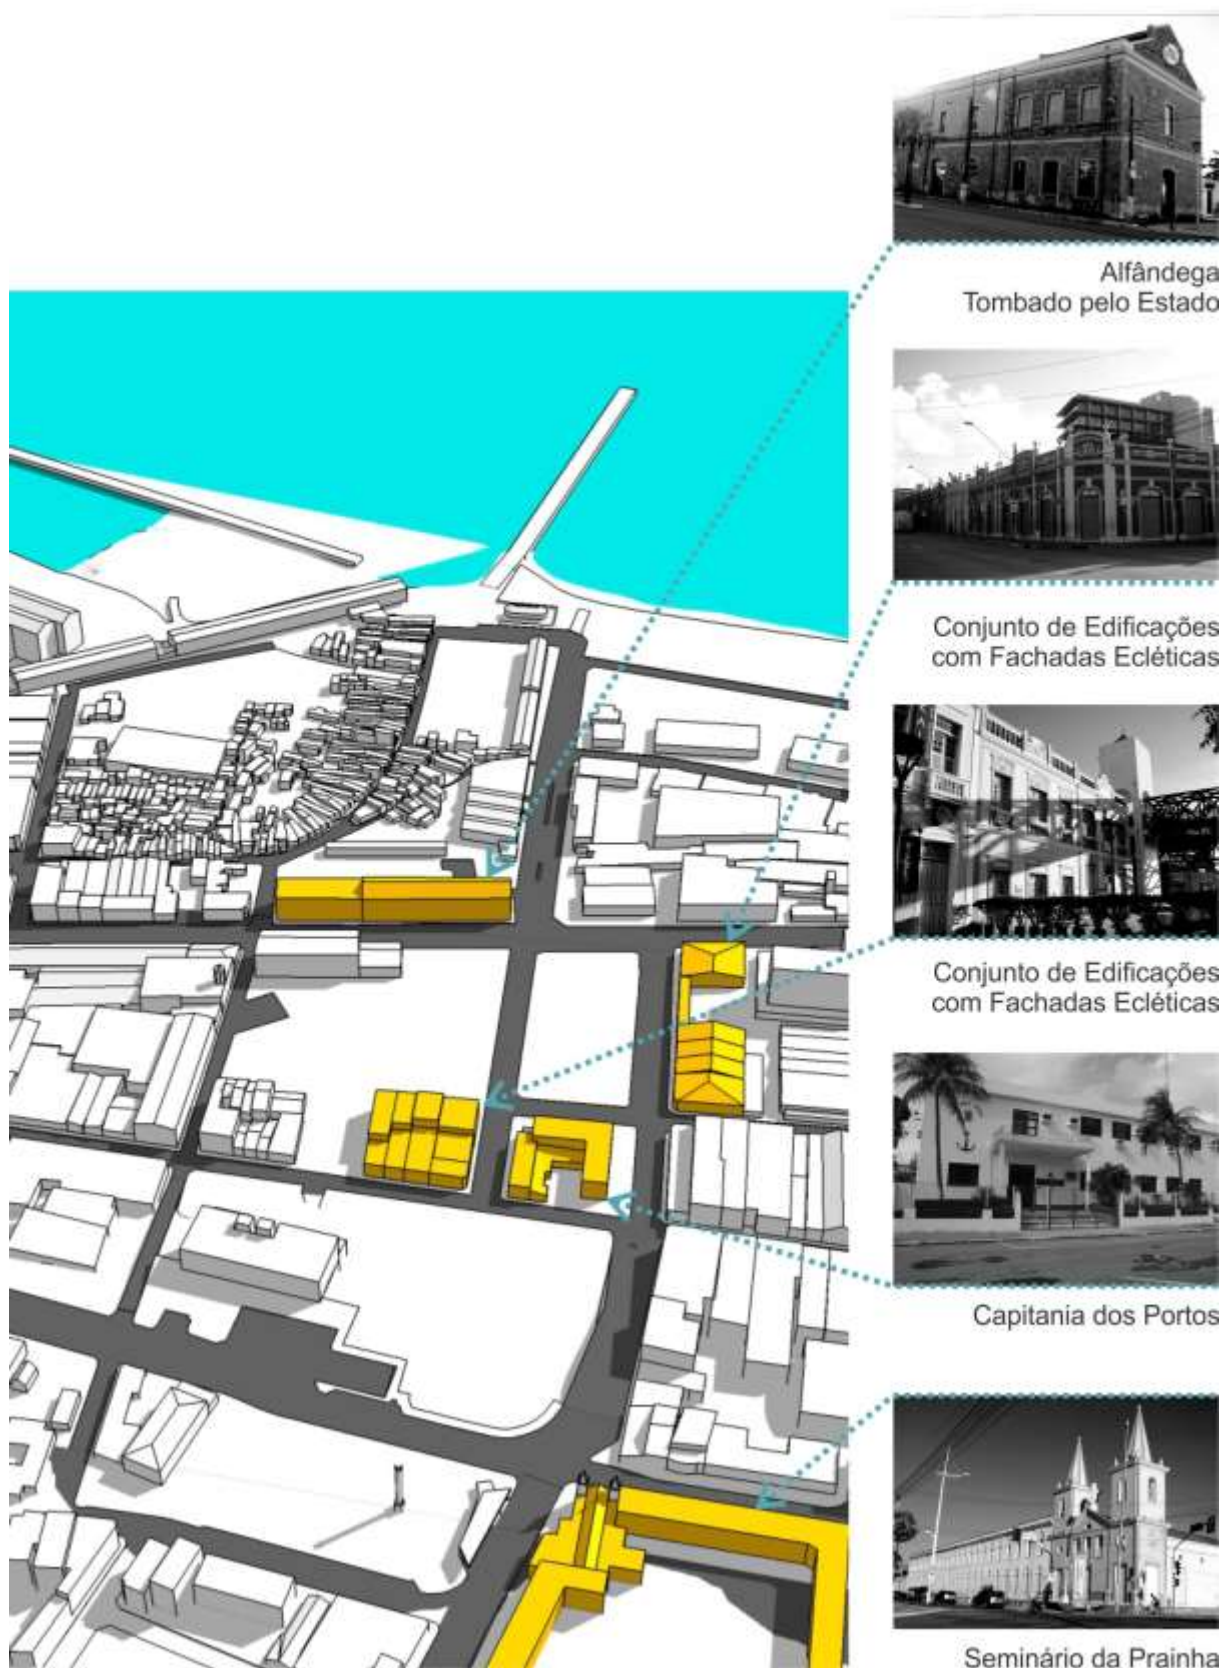 Alfândega
Tombado pelo Estado
Conjunto de Edificações
com Fachadas Ecléticas
Conjunto de Edificações
com Fachadas Ecléticas
Capitania dos Portos
Seminário da Prainha